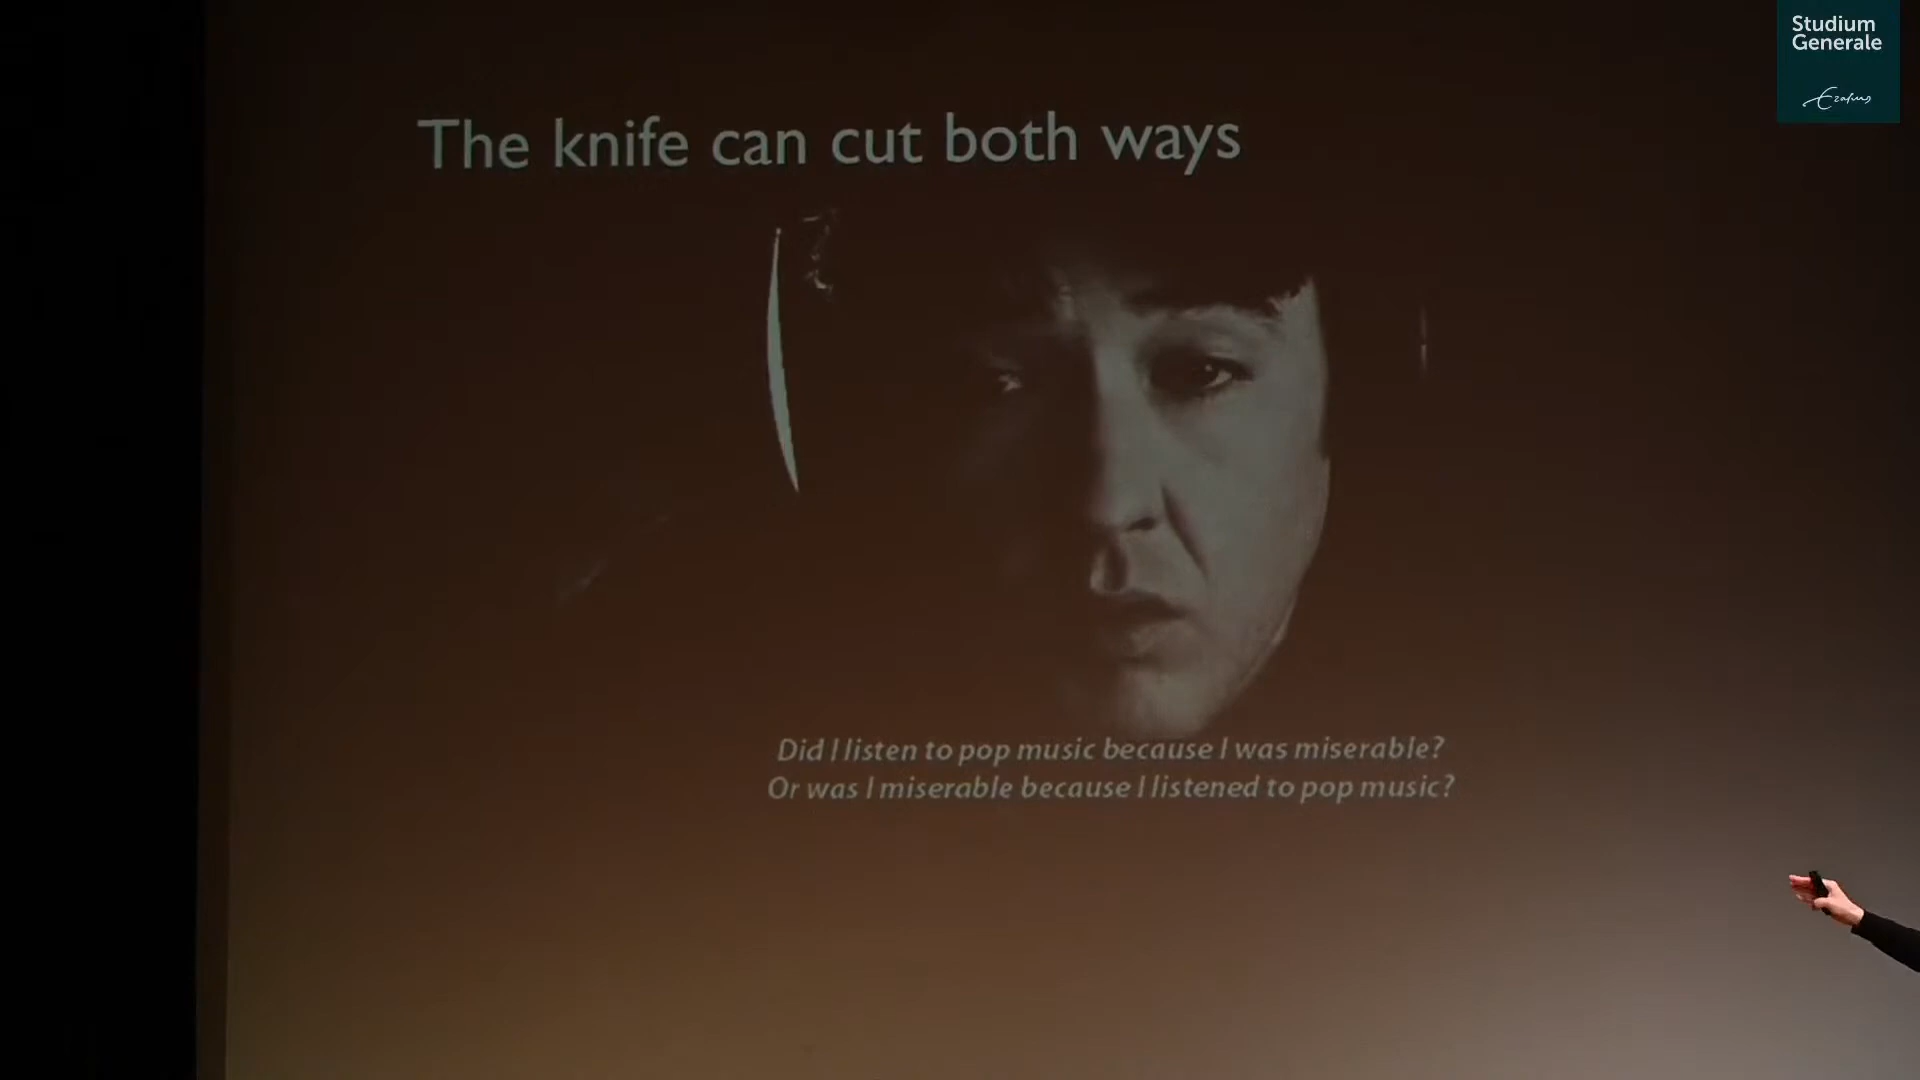 Studium
Generale
Erasmus
The knife can cut both ways
Did I listen to pop music because I was miserable?
Or was I miserable because I listened to pop music?